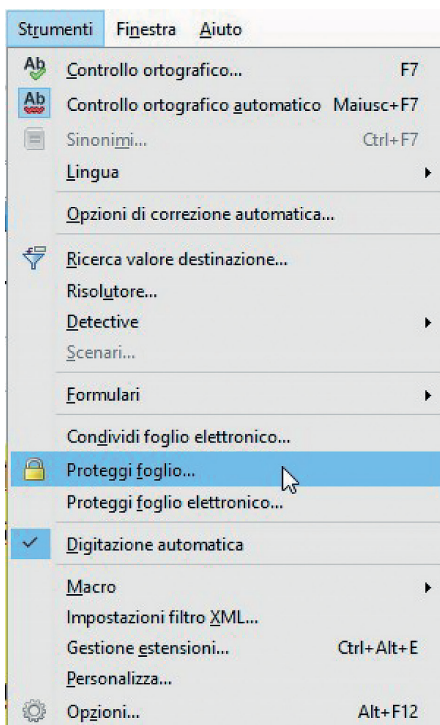 Strumenti Finestra Aiuto
Controllo ortografico... F7
Controllo ortografico automatico Maiusc+F7
Sinonimi... Ctrl+F7
Lingua
Opzioni di correzione automatica...
Ricerca valore destinazione...
Risolutore...
Detective
Scenari...
Formulari
Condividi foglio elettronico...
Proteggi foglio...
Proteggi foglio elettronico...
Digitazione automatica
Macro
Impostazioni filtro XML...
Gestione estensioni... Ctrl+Alt+E
Personalizza...
Opzioni... Alt+F12